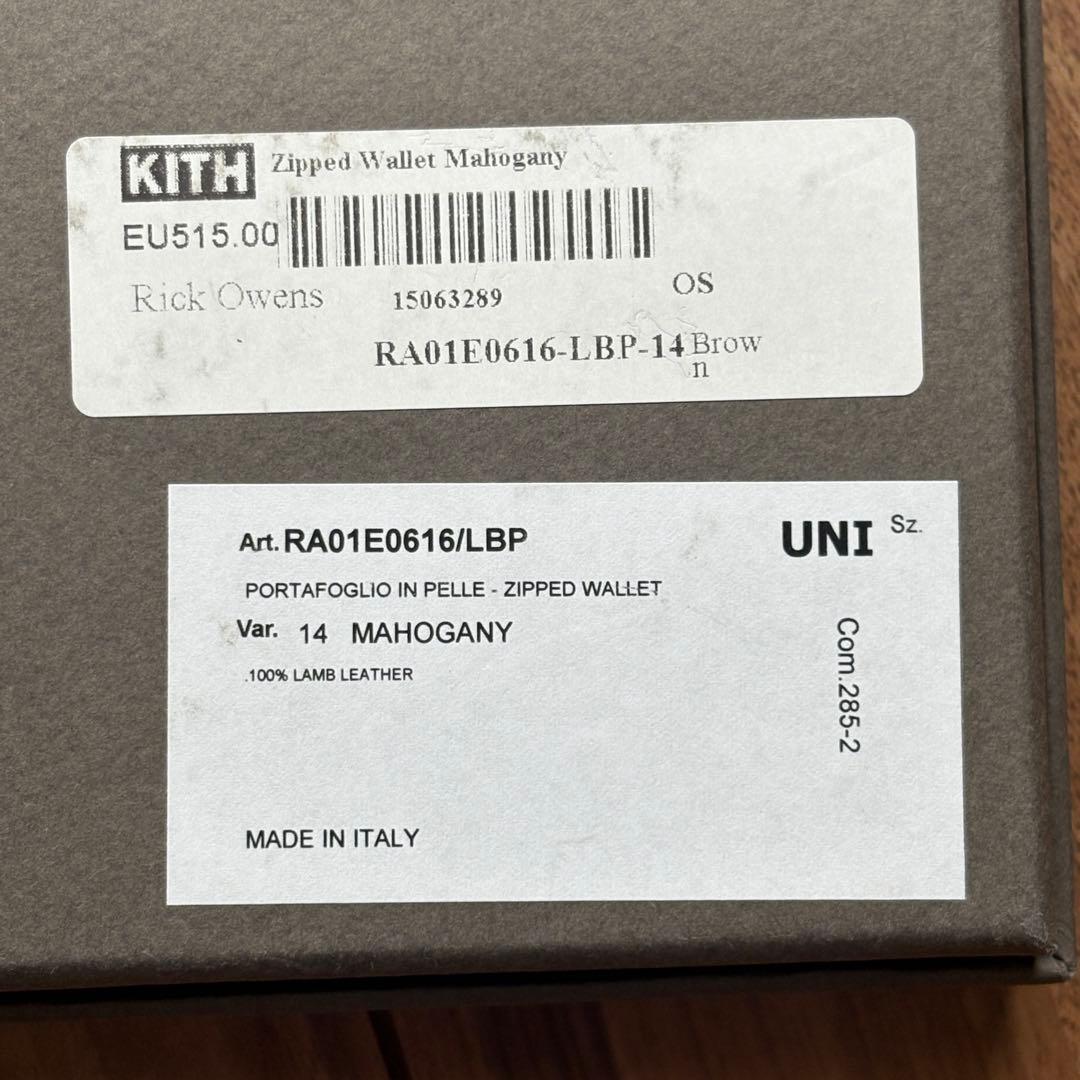 KITH Zipped Wallet Mahogany
EU515.00
Rick Owens 15063289 OS
RA01E0616-LBP-14 Brow
n
Art. RA01E0616/LBP UNI Sz.
PORTAFOGLIO IN PELLE - ZIPPED WALLET
Var. 14 MAHOGANY
.100% LAMB LEATHER
Com.285-2
MADE IN ITALY